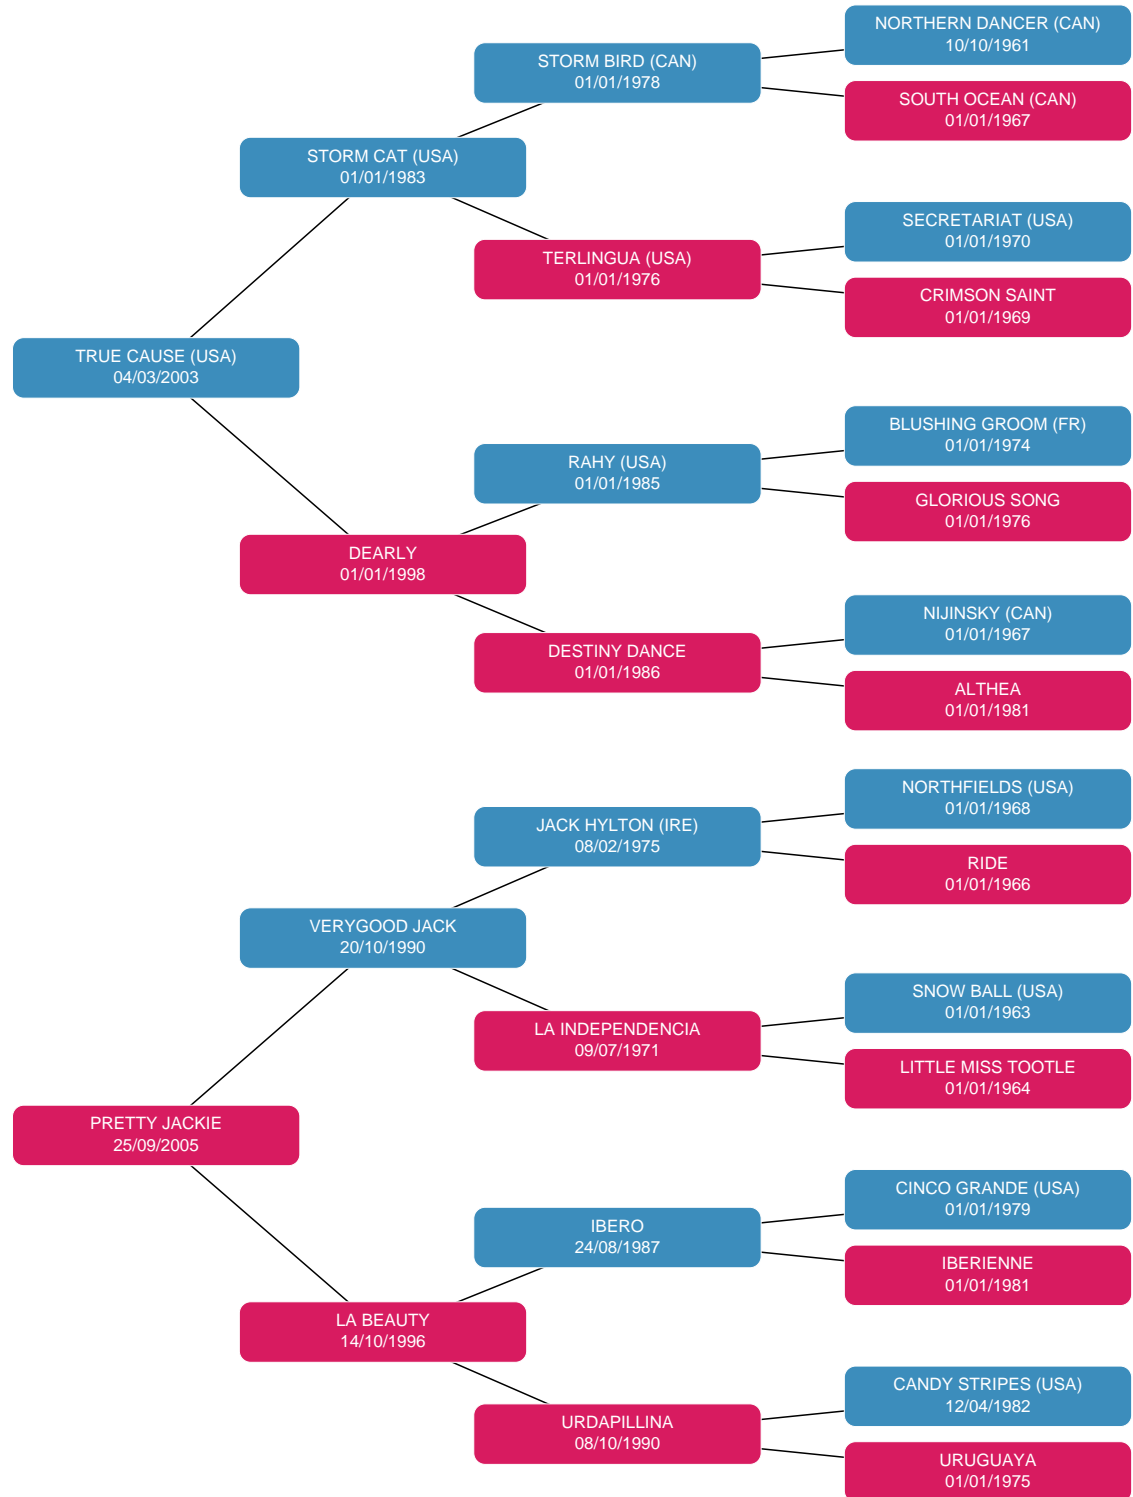 NORTHERN DANCER (CAN)
10/10/1961
STORM BIRD (CAN)
01/01/1978
SOUTH OCEAN (CAN)
01/01/1967
STORM CAT (USA)
01/01/1983
SECRETARIAT (USA)
01/01/1970
TERLINGUA (USA)
01/01/1976
CRIMSON SAINT
01/01/1969
TRUE CAUSE (USA)
04/03/2003
BLUSHING GROOM (FR)
01/01/1974
RAHY (USA)
01/01/1985
GLORIOUS SONG
01/01/1976
DEARLY
01/01/1998
NIJINSKY (CAN)
01/01/1967
DESTINY DANCE
01/01/1986
ALTHEA
01/01/1981
NORTHFIELDS (USA)
01/01/1968
JACK HYLTON (IRE)
08/02/1975
RIDE
01/01/1966
VERYGOOD JACK
20/10/1990
SNOW BALL (USA)
01/01/1963
LA INDEPENDENCIA
09/07/1971
LITTLE MISS TOOTLE
01/01/1964
PRETTY JACKIE
25/09/2005
CINCO GRANDE (USA)
01/01/1979
IBERO
24/08/1987
IBERIENNE
01/01/1981
LA BEAUTY
14/10/1996
CANDY STRIPES (USA)
12/04/1982
URDAPILLINA
08/10/1990
URUGUAYA
01/01/1975